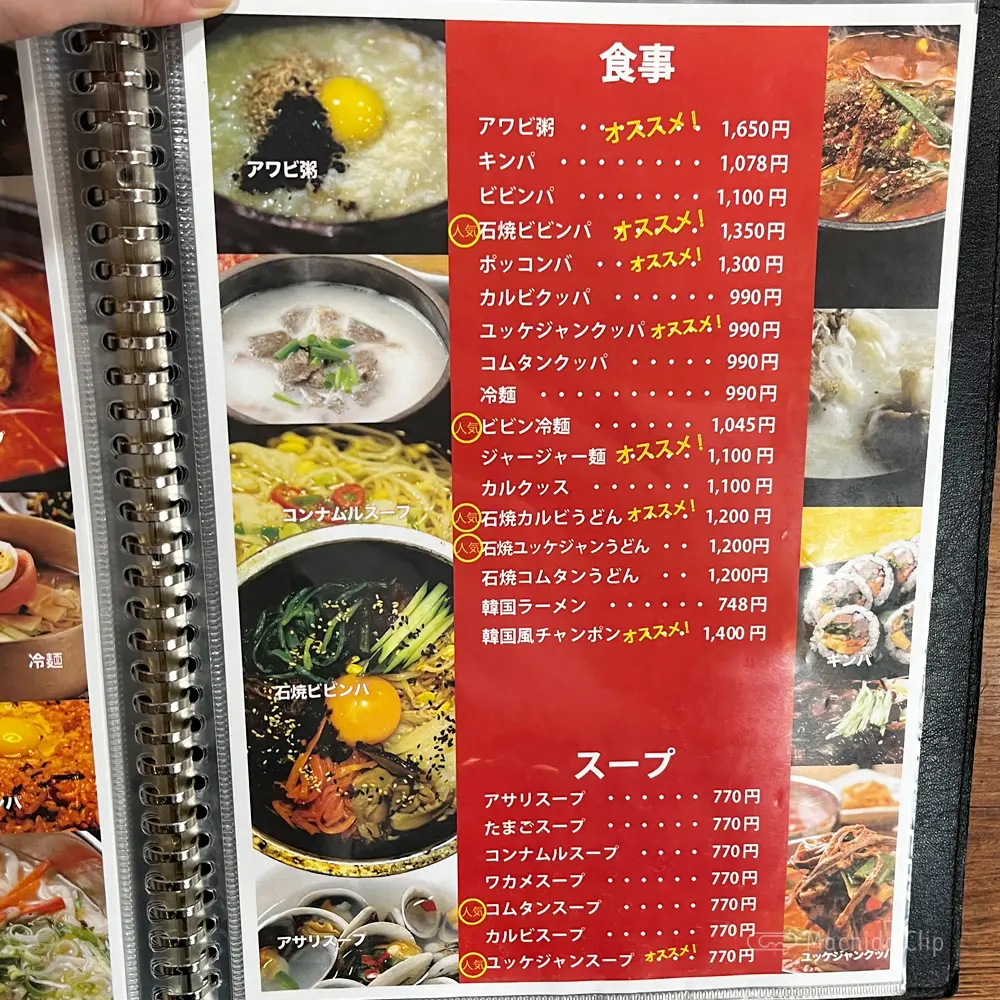 食事
アワビ粥 ・・・・・・ オススメ! 1,650円
キンパ ・・・・・・・・ 1,078円
ビビンパ ・・・・・・・ 1,100円
人気 石焼ビビンパ オススメ! 1,350円
ポッコンバ ・・ オススメ! 1,300円
カルビクッパ ・・・・・・ 990円
ユッケジャンクッパ オススメ! 990円
コムタンクッパ ・・・・・ 990円
冷麺 ・・・・・・・・・・ 990円
人気 ビビン冷麺 ・・・・・・ 1,045円
ジャージャー麺 オススメ! 1,100円
カルクッス ・・・・・・ 1,100円
人気 石焼カルビうどん オススメ! 1,200円
人気 石焼ユッケジャンうどん ・・ 1,200円
石焼コムタンうどん ・・ 1,200円
韓国ラーメン ・・・・・・ 748円
韓国風チャンポン オススメ! 1,400円
スープ
アサリスープ ・・・・・・ 770円
たまごスープ ・・・・・・ 770円
コンナムルスープ ・・・・ 770円
ワカメスープ ・・・・・・ 770円
人気 コムタンスープ ・・・・・ 770円
カルビスープ ・・・・・・ 770円
人気 ユッケジャンスープ オススメ! 770円
アワビ粥
コンナムルスープ
石焼ビビンパ
アサリスープ
キンパ
ユッケジャンクッパ
冷麺
Machida Clip